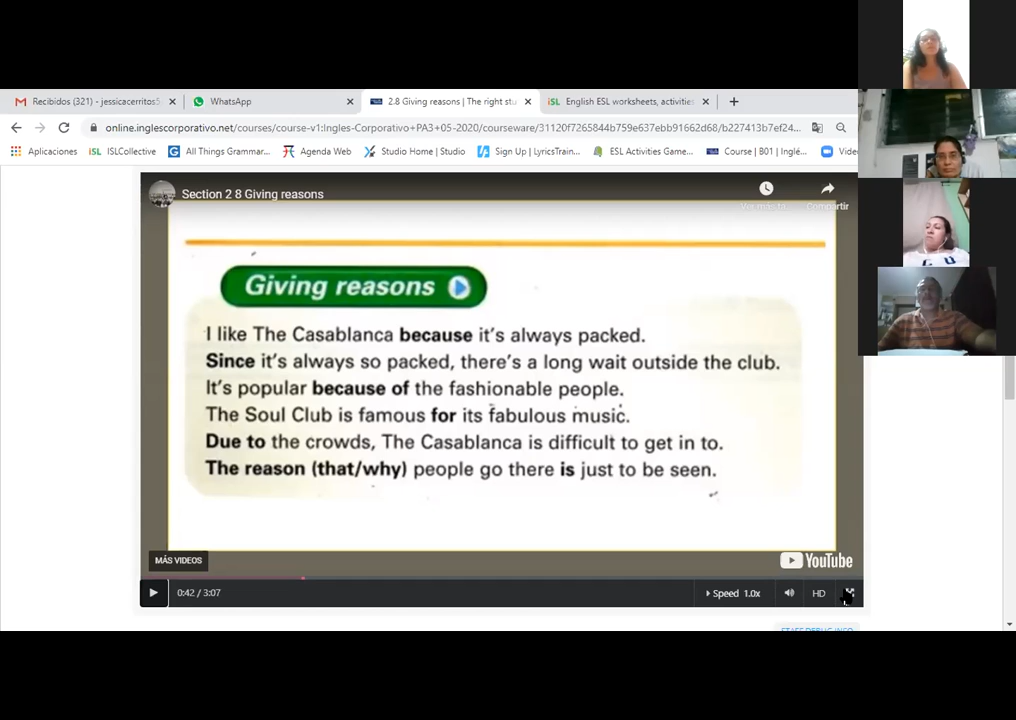 Recibidos (321) - jessicacerritos5
WhatsApp
2.8 Giving reasons | The right stu
iSL English ESL worksheets, activities
online.inglescorporativo.net/courses/course-v1:Ingles-Corporativo+PA3+05-2020/courseware/31120f7265844b759e637ebb91662d68/b227413b7ef24...
Aplicaciones
iSL ISLCollective
All Things Grammar...
Agenda Web
Studio Home | Studio
Sign Up | LyricsTrain...
ESL Activities Game...
Course | B01 | Inglé...
Vide
Section 2 8 Giving reasons
Compartir
Giving reasons
I like The Casablanca because it's always packed.
Since it's always so packed, there's a long wait outside the club.
It's popular because of the fashionable people.
The Soul Club is famous for its fabulous music.
Due to the crowds, The Casablanca is difficult to get in to.
The reason (that/why) people go there is just to be seen.
MÁS VIDEOS
YouTube
0:42 / 3:07
Speed 1.0x
HD